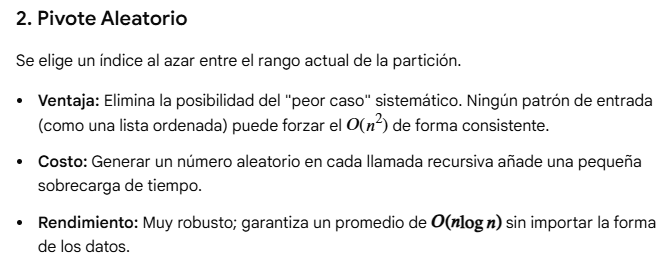 2. Pivote Aleatorio
Se elige un índice al azar entre el rango actual de la partición.
• Ventaja: Elimina la posibilidad del "peor caso" sistemático. Ningún patrón de entrada
(como una lista ordenada) puede forzar el O(n²) de forma consistente.
• Costo: Generar un número aleatorio en cada llamada recursiva añade una pequeña
sobrecarga de tiempo.
• Rendimiento: Muy robusto; garantiza un promedio de O(n log n) sin importar la forma
de los datos.